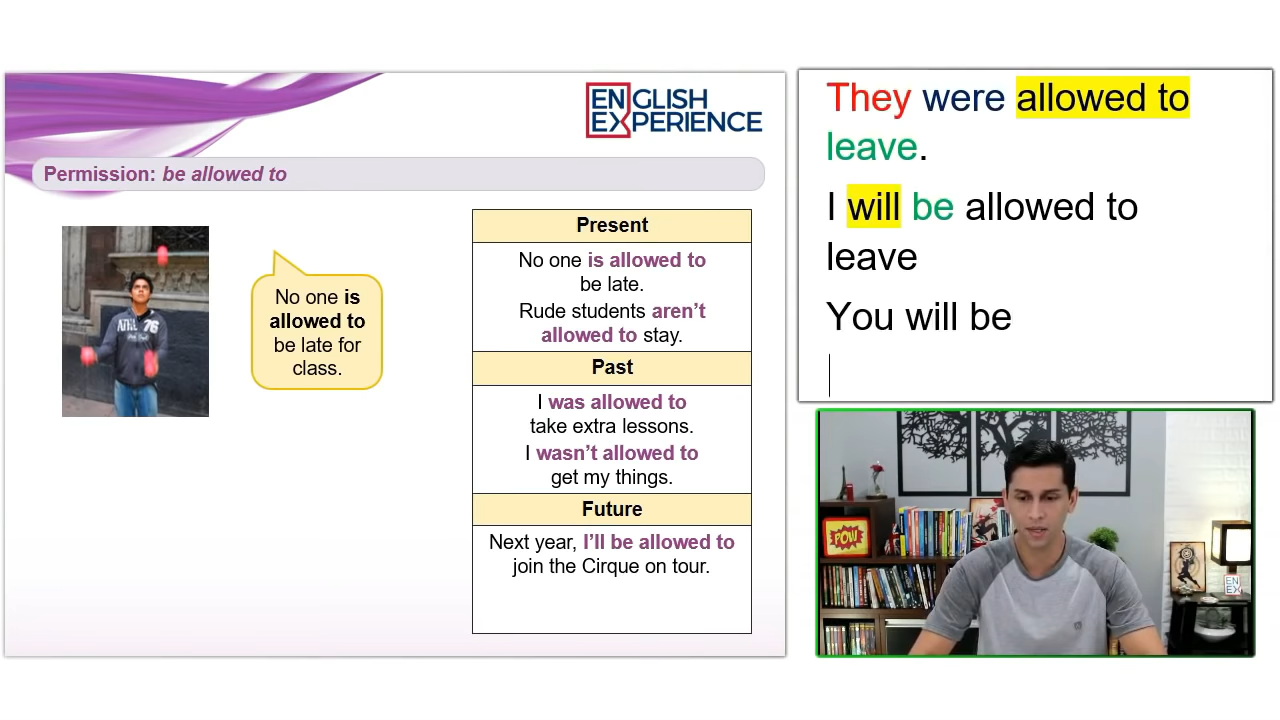 ENGLISH
EXPERIENCE
Permission: be allowed to
No one is
allowed to
be late for
class.
Present
No one is allowed to
be late.
Rude students aren't
allowed to stay.
Past
I was allowed to
take extra lessons.
I wasn't allowed to
get my things.
Future
Next year, I'll be allowed to
join the Cirque on tour.
They were allowed to
leave.
I will be allowed to
leave
You will be
POW!
EN
EX